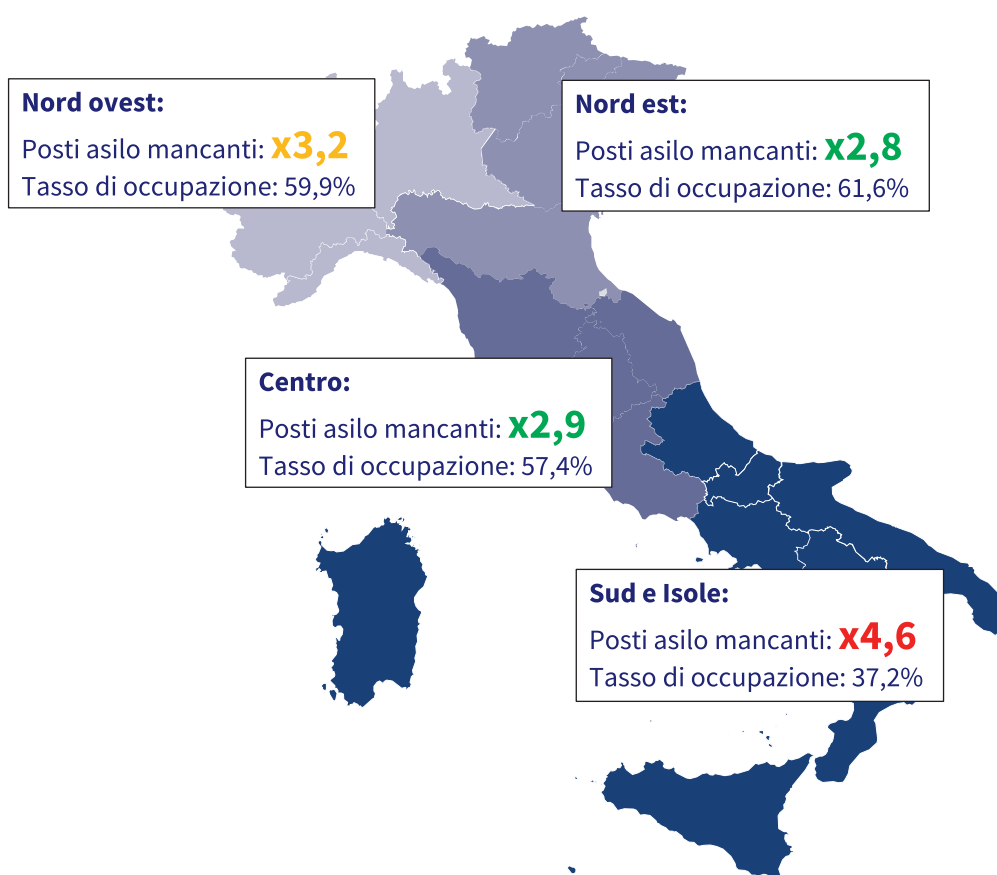 Nord ovest:
Posti asilo mancanti: x3,2
Tasso di occupazione: 59,9%
Nord est:
Posti asilo mancanti: x2,8
Tasso di occupazione: 61,6%
Centro:
Posti asilo mancanti: x2,9
Tasso di occupazione: 57,4%
Sud e Isole:
Posti asilo mancanti: x4,6
Tasso di occupazione: 37,2%